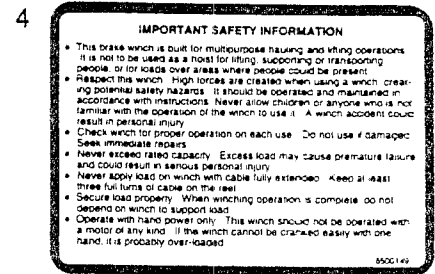 4
IMPORTANT SAFETY INFORMATION
• This brake winch is built for multipurpose hauling and lifting operations.
It is not to be used as a hoist for lifting, supporting or transporting
people, or for loads over areas where people could be present.
• Respect this winch. High forces are created when using a winch, creat-
ing potential safety hazards. It should be operated and maintained in
accordance with instructions. Never allow children or anyone who is not
familiar with the operation of the winch to use it. A winch accident could
result in personal injury.
• Check winch for proper operation on each use. Do not use if damaged.
Seek immediate repairs.
• Never exceed rated capacity. Excess load may cause premature failure
and could result in serious personal injury.
• Never apply load on winch with cable fully extended. Keep at least
three full turns of cable on the reel.
• Secure load properly. When winching operation is complete, do not
depend on winch to support load.
• Operate with hand power only. This winch should not be operated with
a motor of any kind. If the winch cannot be cranked easily with one
hand, it is probably over-loaded.